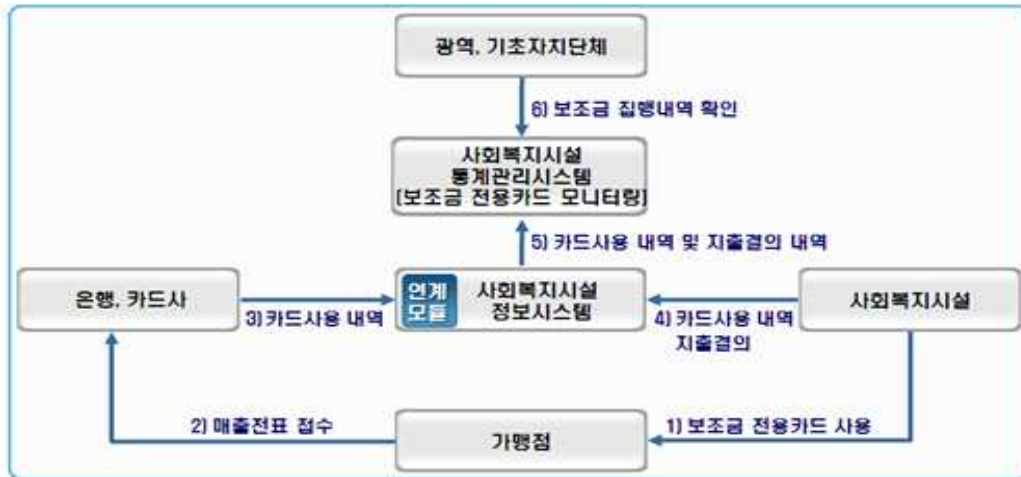 광역, 기초자치단체
6) 보조금 집행내역 확인
사회복지시설
통계관리시스템
[보조금 전용카드 모니터링]
5) 카드사용 내역 및 지출결의 내역
은행, 카드사
3) 카드사용 내역
연계
모듈
사회복지시설
정보시스템
사회복지시설
4) 카드사용 내역
지출결의
2) 매출전표 접수
가맹점
1) 보조금 전용카드 사용